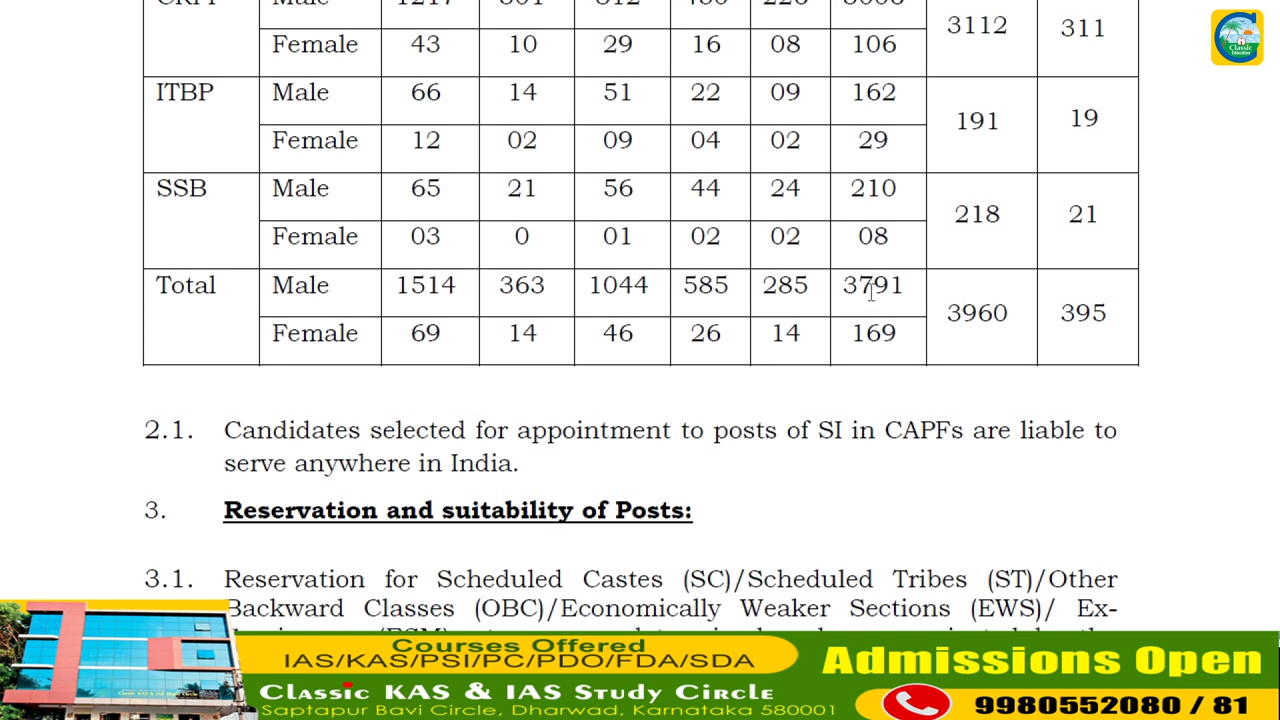 Male
Female 43 10 29 16 08 106 3112 311
ITBP Male 66 14 51 22 09 162 191 19
Female 12 02 09 04 02 29
SSB Male 65 21 56 44 24 210 218 21
Female 03 0 01 02 02 08
Total Male 1514 363 1044 585 285 3791 3960 395
Female 69 14 46 26 14 169
2.1. Candidates selected for appointment to posts of SI in CAPFs are liable to
serve anywhere in India.
3. Reservation and suitability of Posts:
3.1. Reservation for Scheduled Castes (SC)/Scheduled Tribes (ST)/Other
Backward Classes (OBC)/Economically Weaker Sections (EWS)/ Ex-
Classic
Education
Courses Offered
IAS/KAS/PSI/PC/PDO/FDA/SDA
Classic KAS & IAS Study Circle
Saptapur Bavi Circle, Dharwad, Karnataka 580001
Admissions Open
9980552080 / 81